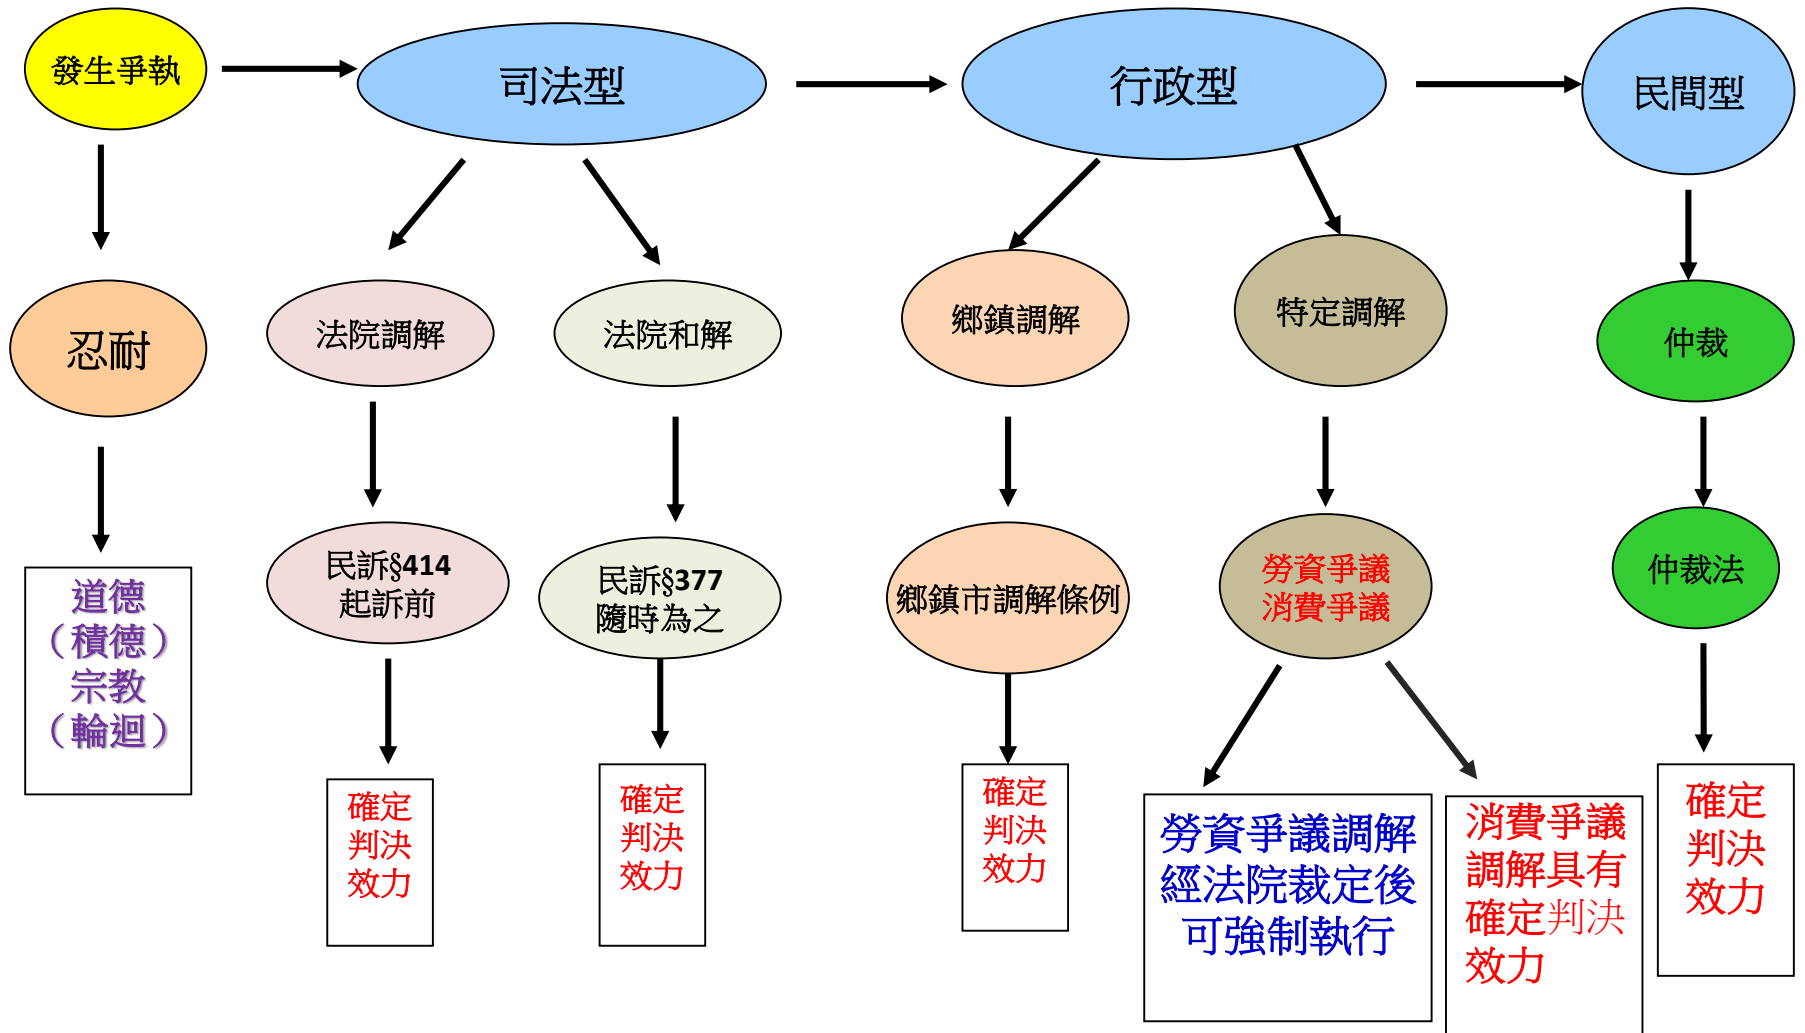 發生爭執
司法型
行政型
民間型
忍耐
法院調解
法院和解
鄉鎮調解
特定調解
仲裁
民訴§414
起訴前
民訴§377
隨時為之
鄉鎮市調解條例
勞資爭議
消費爭議
仲裁法
道德
（積德）
宗教
（輪迴）
確定
判決
效力
確定
判決
效力
確定
判決
效力
勞資爭議調解
經法院裁定後
可強制執行
消費爭議
調解具有
確定判決
效力
確定
判決
效力